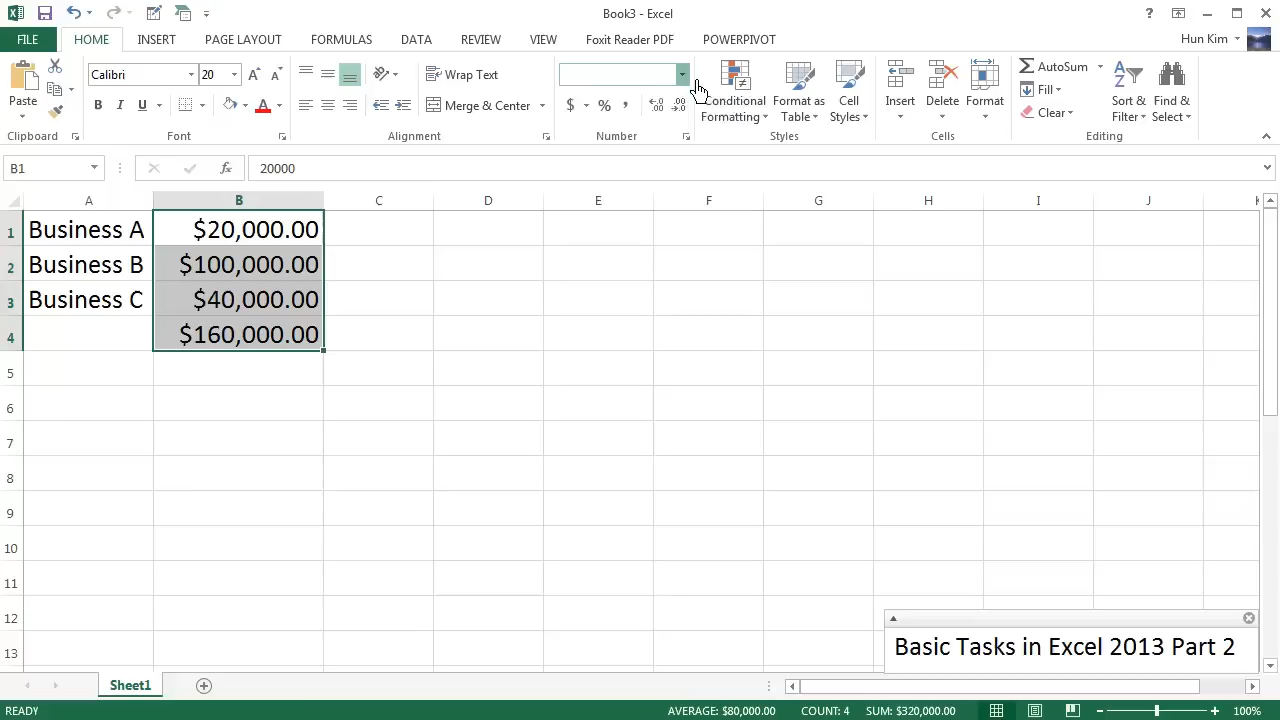 Book3 - Excel
FILE HOME INSERT PAGE LAYOUT FORMULAS DATA REVIEW VIEW Foxit Reader PDF POWERPIVOT Hun Kim
Calibri 20 Wrap Text AutoSum
Paste B I U Merge & Center $ % Conditional Formatting Format as Table Cell Styles Insert Delete Format Fill Sort & Filter Find & Select
Clear
Clipboard Font Alignment Number Styles Cells Editing
B1 fx 20000
A B C D E F G H I J K
1 Business A $20,000.00
2 Business B $100,000.00
3 Business C $40,000.00
4 $160,000.00
5
6
7
8
9
10
11
12
13
Basic Tasks in Excel 2013 Part 2
Sheet1
READY AVERAGE: $80,000.00 COUNT: 4 SUM: $320,000.00 100%